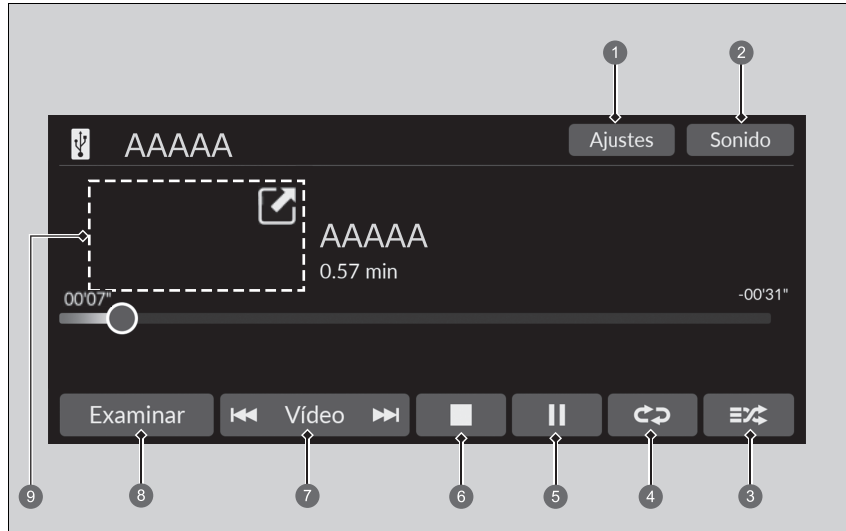 1 2
AAAAA Ajustes Sonido
AAAAA
0.57 min
00'07" -00'31"
Examinar Vídeo
9 8 7 6 5 4 3